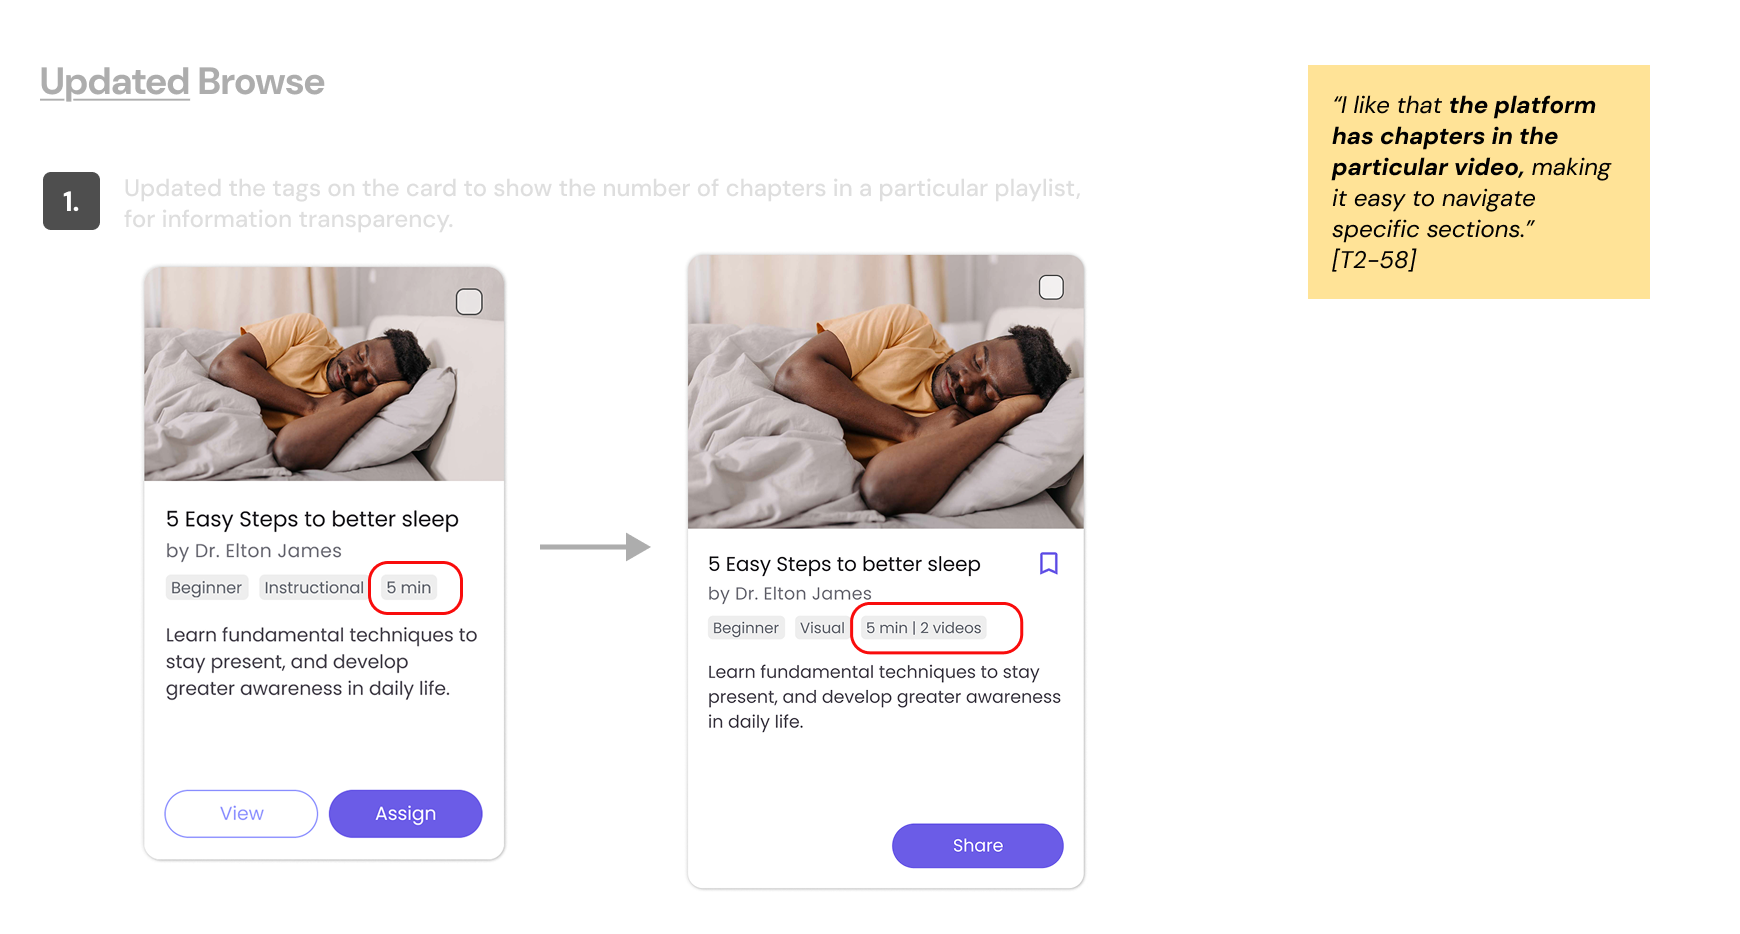 Updated Browse
1.
Updated the tags on the card to show the number of chapters in a particular playlist,
for information transparency.
“I like that the platform
has chapters in the
particular video, making
it easy to navigate
specific sections.”
[T2-58]
5 Easy Steps to better sleep
by Dr. Elton James
Beginner Instructional 5 min
Learn fundamental techniques to
stay present, and develop
greater awareness in daily life.
View Assign
5 Easy Steps to better sleep
by Dr. Elton James
Beginner Visual 5 min | 2 videos
Learn fundamental techniques to stay
present, and develop greater awareness
in daily life.
Share